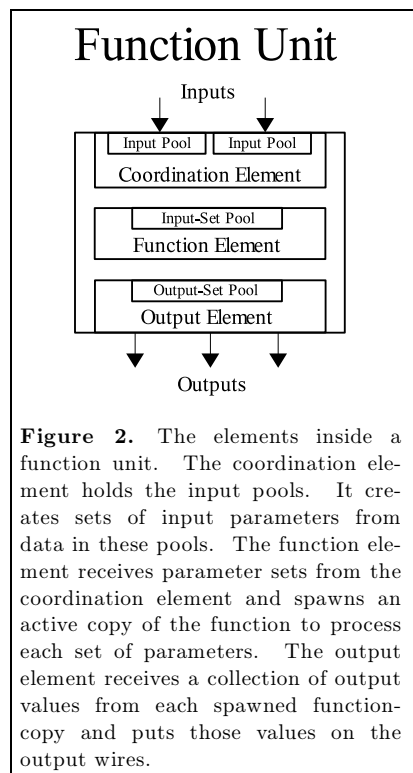 Function Unit
Inputs
Input Pool Input Pool
Coordination Element
Input-Set Pool
Function Element
Output-Set Pool
Output Element
Outputs
Figure 2. The elements inside a
function unit. The coordination ele-
ment holds the input pools. It cre-
ates sets of input parameters from
data in these pools. The function ele-
ment receives parameter sets from the
coordination element and spawns an
active copy of the function to process
each set of parameters. The output
element receives a collection of output
values from each spawned function-
copy and puts those values on the
output wires.